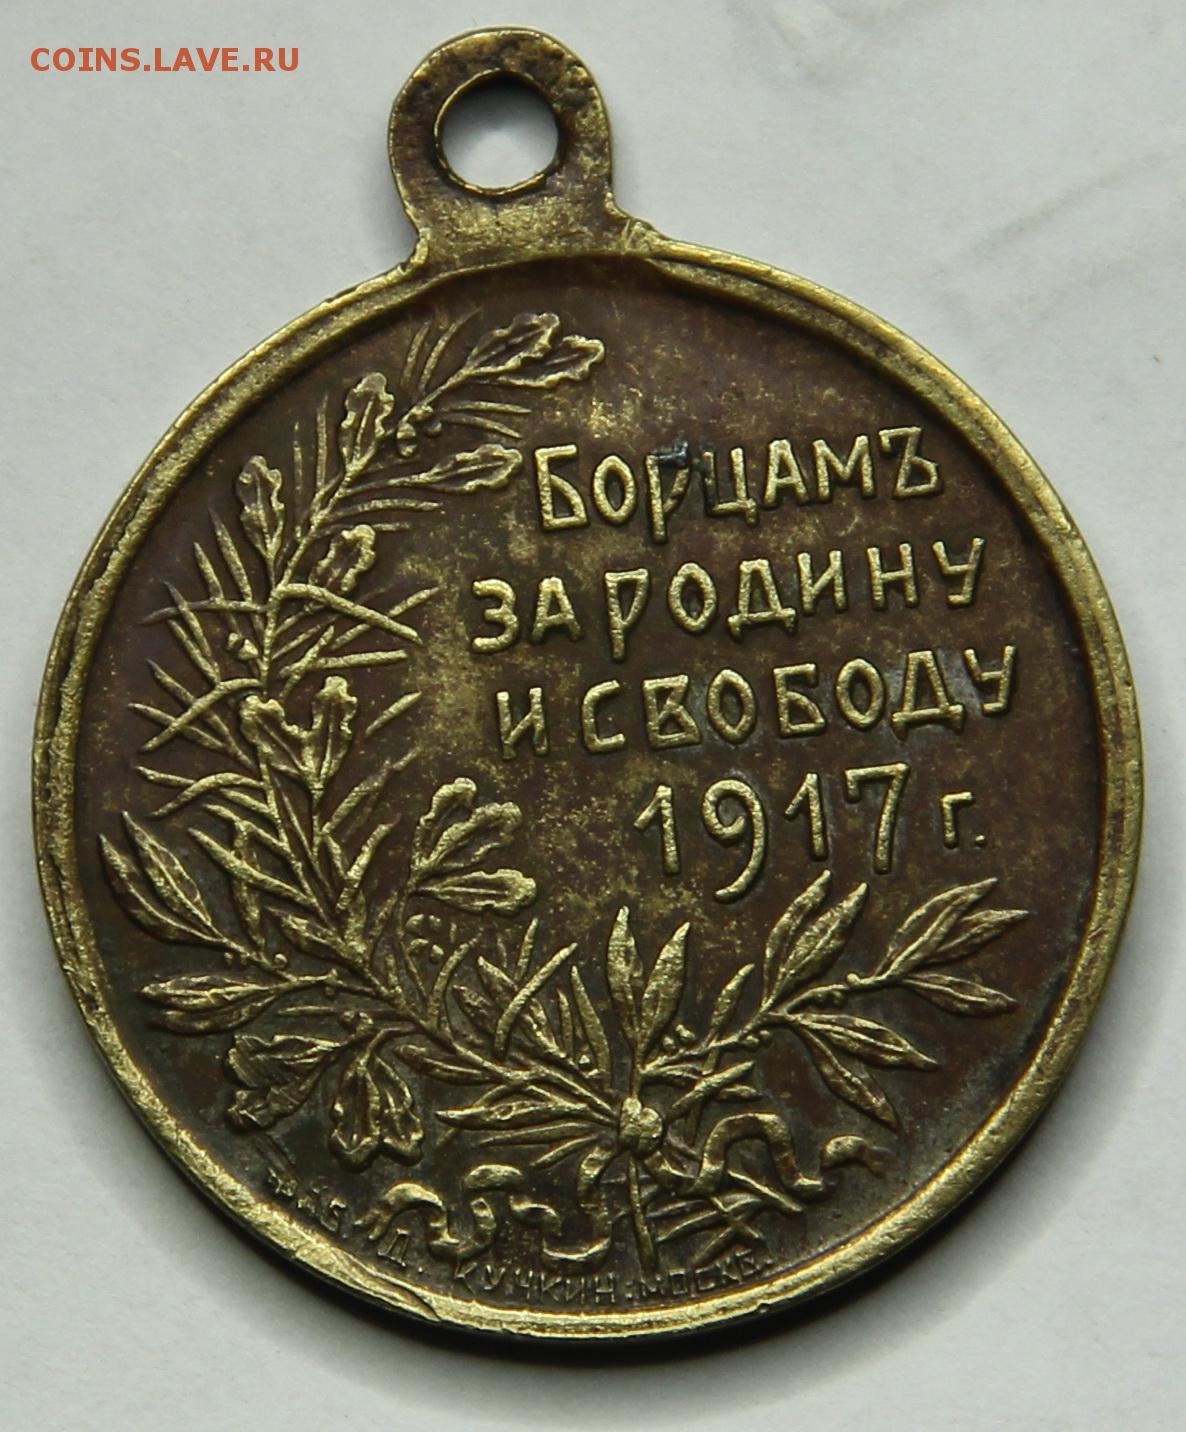 COINS.LAVE.RU
БОРЦАМЪ
ЗА РОДИНУ
И СВОБОДУ
1917 г.
Д. КУЧКИН. МОСКВ.